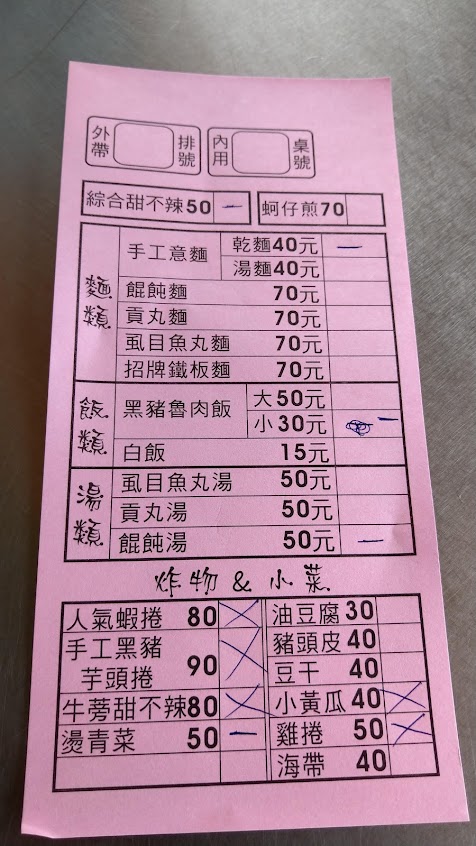 外帶 排號 內用 桌號
綜合甜不辣50 一 蚵仔煎70
麵類
手工意麵 乾麵40元 一
湯麵40元
餛飩麵 70元
貢丸麵 70元
虱目魚丸麵 70元
招牌鐵板麵 70元
飯類
黑豬魯肉飯 大50元
小30元 一
白飯 15元
湯類
虱目魚丸湯 50元
貢丸湯 50元
餛飩湯 50元 一
炸物 & 小菜
人氣蝦捲 80 油豆腐 30
手工黑豬芋頭捲 90 豬頭皮 40
豆干 40
牛蒡甜不辣80 小黃瓜 40
燙青菜 50 一 雞捲 50
海帶 40